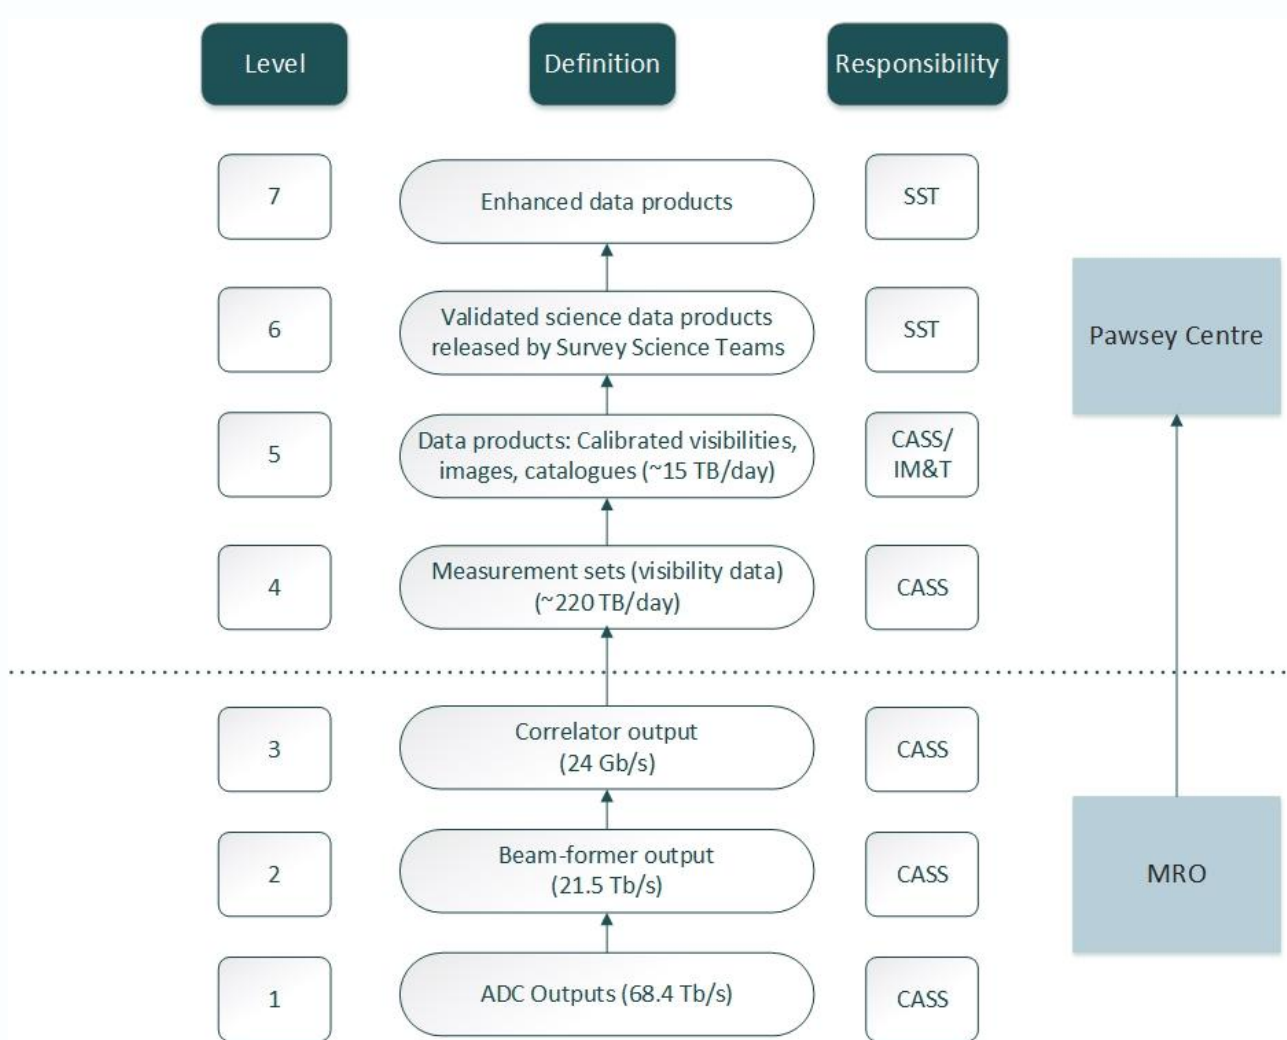 Level
Definition
Responsibility
7
Enhanced data products
SST
6
Validated science data products
released by Survey Science Teams
SST
Pawsey Centre
5
Data products: Calibrated visibilities,
images, catalogues (~15 TB/day)
CASS/
IM&T
4
Measurement sets (visibility data)
(~220 TB/day)
CASS
3
Correlator output
(24 Gb/s)
CASS
2
Beam-former output
(21.5 Tb/s)
CASS
MRO
1
ADC Outputs (68.4 Tb/s)
CASS